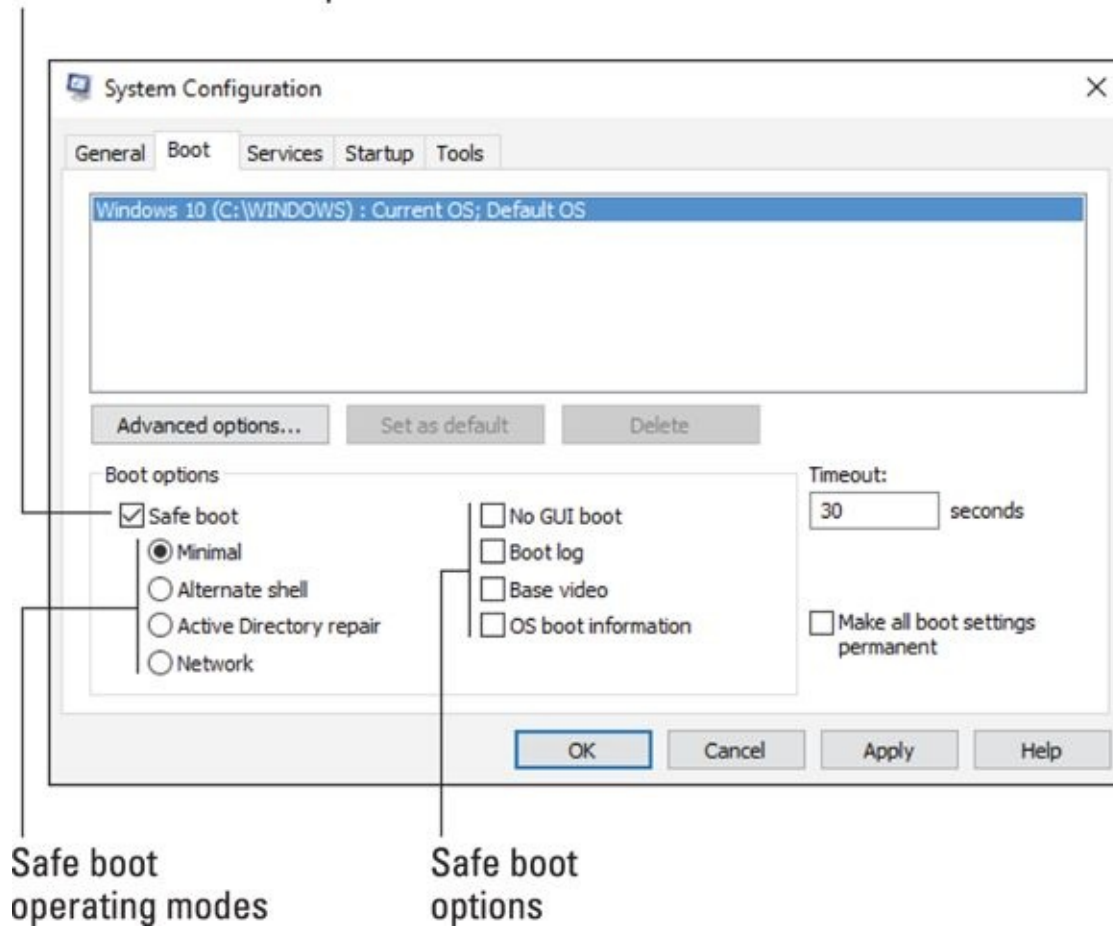 System Configuration
General Boot Services Startup Tools
Windows 10 (C:\WINDOWS) : Current OS; Default OS
Advanced options... Set as default Delete
Boot options
Timeout:
Safe boot
No GUI boot
30 seconds
Minimal
Boot log
Alternate shell
Base video
Active Directory repair
OS boot information
Make all boot settings
permanent
Network
OK Cancel Apply Help
Safe boot
operating modes
Safe boot
options